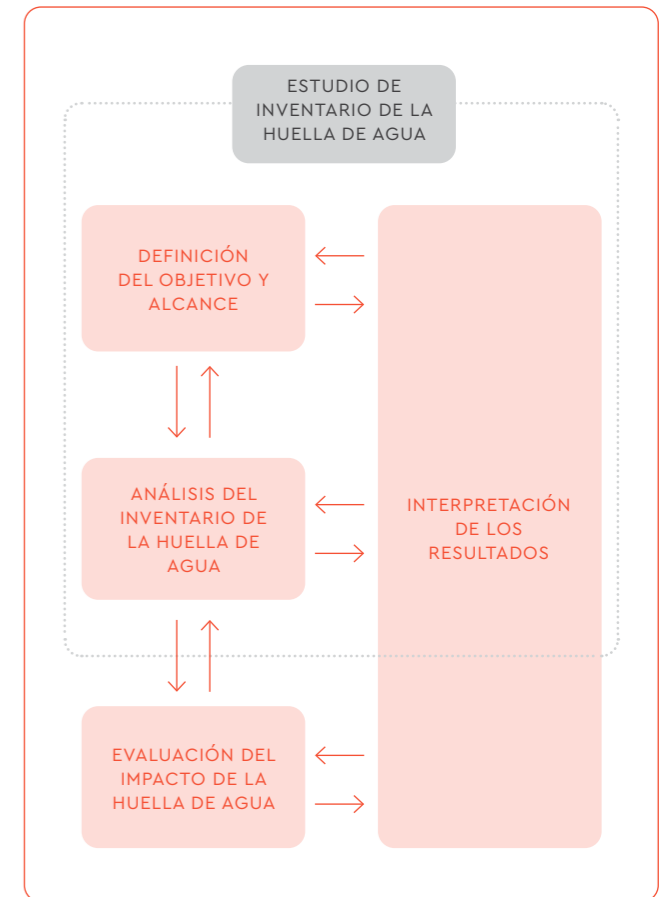 ESTUDIO DE
INVENTARIO DE LA
HUELLA DE AGUA
DEFINICIÓN
DEL OBJETIVO Y
ALCANCE
ANÁLISIS DEL
INVENTARIO DE
LA HUELLA DE
AGUA
INTERPRETACIÓN
DE LOS
RESULTADOS
EVALUACIÓN DEL
IMPACTO DE LA
HUELLA DE AGUA